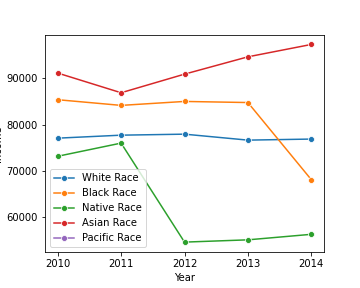 90000
80000
70000
60000
White Race
Black Race
Native Race
Asian Race
Pacific Race
2010 2011 2012 2013 2014
Year